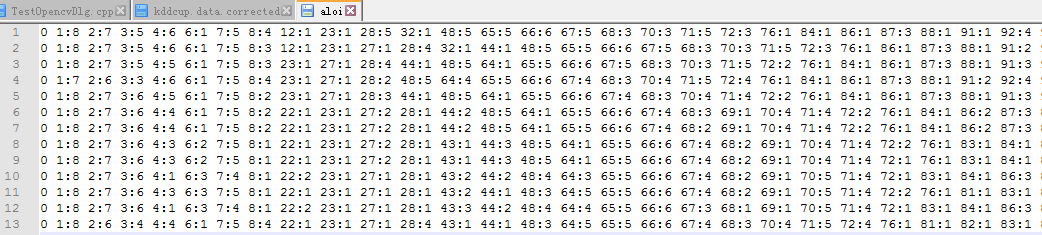 TestOpencvDlg.cpp kddcup.data.corrected aloi
1 0 1:8 2:7 3:5 4:6 6:1 7:5 8:4 12:1 23:1 27:1 28:5 32:1 48:5 65:5 66:6 67:5 68:3 70:3 71:5 72:3 76:1 84:1 86:1 87:3 88:1 91:1 92:4
2 0 1:8 2:7 3:5 4:5 6:1 7:5 8:4 23:1 27:1 28:4 32:1 44:1 48:5 65:5 66:6 67:5 68:3 70:3 71:5 72:3 76:1 86:1 87:3 88:1 91:2
3 0 1:8 2:7 3:5 4:5 6:1 7:5 8:3 23:1 27:1 28:4 44:1 48:5 64:1 65:5 66:6 67:5 68:3 70:3 71:5 72:2 76:1 84:1 86:1 87:3 88:1 91:3
4 0 1:7 2:6 3:3 4:6 6:1 7:5 8:4 23:1 27:1 28:2 48:5 64:4 65:5 66:6 67:4 68:3 70:4 71:5 72:4 76:1 84:1 86:1 87:3 88:1 91:2 92:4
5 0 1:8 2:7 3:6 4:5 6:1 7:5 8:2 23:1 27:1 28:3 44:1 48:5 64:1 65:5 66:6 67:4 68:3 70:4 71:4 72:2 76:1 84:1 86:1 87:3 88:1 91:3
6 0 1:8 2:7 3:6 4:4 6:1 7:5 8:2 22:1 23:1 27:2 28:1 44:2 48:5 64:1 65:5 66:6 67:4 68:3 69:1 70:4 71:4 72:2 76:1 84:1 86:2 87:3
7 0 1:8 2:7 3:6 4:4 6:1 7:5 8:2 22:1 23:1 27:2 28:1 44:2 48:5 64:1 65:5 66:6 67:4 68:2 69:1 70:4 71:4 72:2 76:1 84:1 86:2 87:3
8 0 1:8 2:7 3:6 4:3 6:2 7:5 8:1 22:1 23:1 27:2 28:1 43:1 44:3 48:5 64:1 65:5 66:6 67:4 68:2 69:1 70:4 71:4 72:2 76:1 83:1 84:1
9 0 1:8 2:7 3:6 4:3 6:2 7:5 8:1 22:1 23:1 27:2 28:1 43:1 44:3 48:5 64:1 65:5 66:6 67:4 68:2 69:1 70:4 71:4 72:1 76:1 83:1 84:1
10 0 1:8 2:7 3:6 4:1 6:3 7:4 8:1 22:2 23:1 27:1 28:1 43:2 44:2 48:4 64:3 65:5 66:6 67:4 68:2 69:1 70:5 71:4 72:1 83:1 84:1 86:3
11 0 1:8 2:7 3:6 4:3 6:3 7:5 8:1 22:1 23:1 27:1 28:1 43:2 44:1 48:3 64:3 65:5 66:6 67:4 68:2 69:1 70:5 71:4 72:2 76:1 81:1 83:1
12 0 1:8 2:7 3:6 4:1 6:3 7:4 8:1 22:2 23:1 27:1 28:1 43:3 44:2 48:4 64:4 65:5 66:6 67:3 68:1 69:1 70:5 71:4 72:1 83:1 84:1 86:3
13 0 1:8 2:6 3:4 4:4 6:1 7:5 8:4 22:1 23:1 27:1 28:4 43:1 44:1 48:3 64:5 65:5 66:6 67:4 68:3 70:4 71:5 72:4 76:1 82:1 83:1